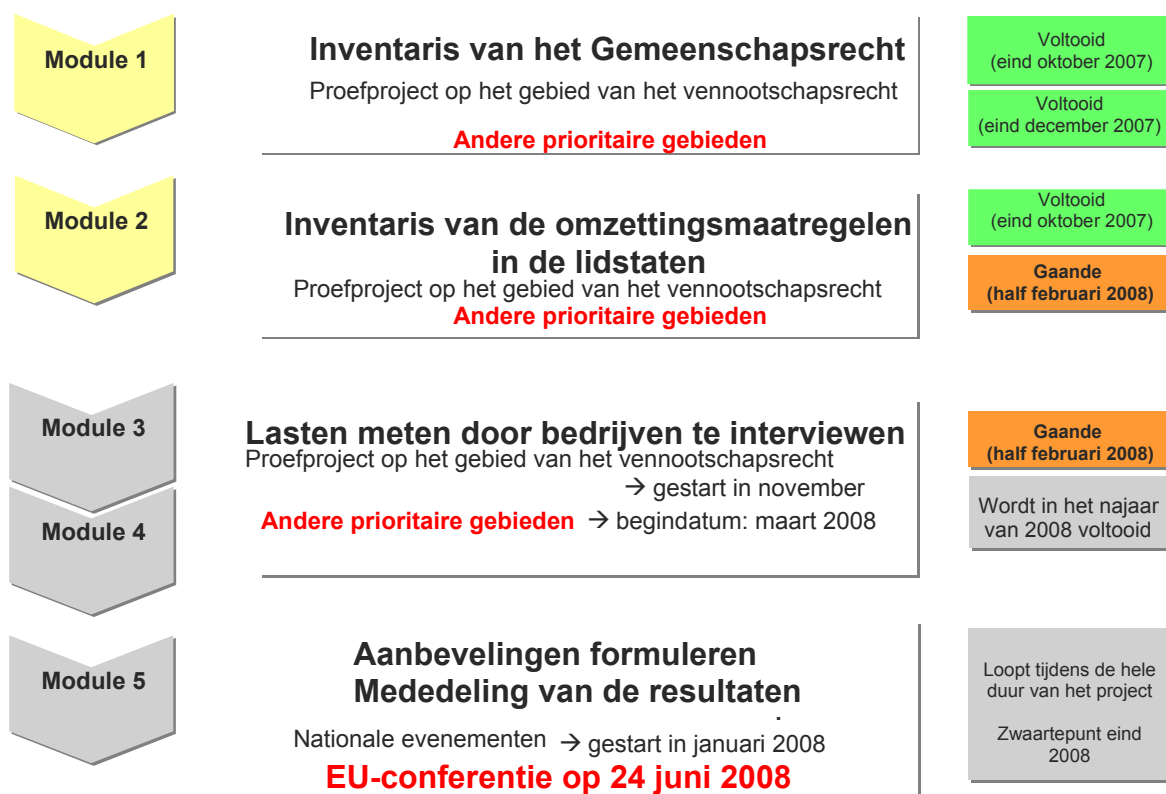 Module 1
Inventaris van het Gemeenschapsrecht
Proefproject op het gebied van het vennootschapsrecht
Andere prioritaire gebieden
Voltooid
(eind oktober 2007)
Voltooid
(eind december 2007)
Module 2
Inventaris van de omzettingsmaatregelen
in de lidstaten
Proefproject op het gebied van het vennootschapsrecht
Andere prioritaire gebieden
Voltooid
(eind oktober 2007)
Gaande
(half februari 2008)
Module 3
Module 4
Lasten meten door bedrijven te interviewen
Proefproject op het gebied van het vennootschapsrecht
→ gestart in november
Andere prioritaire gebieden → begindatum: maart 2008
Gaande
(half februari 2008)
Wordt in het najaar
van 2008 voltooid
Module 5
Aanbevelingen formuleren
Mededeling van de resultaten
Nationale evenementen → gestart in januari 2008
EU-conferentie op 24 juni 2008
Loopt tijdens de hele
duur van het project
Zwaartepunt eind
2008